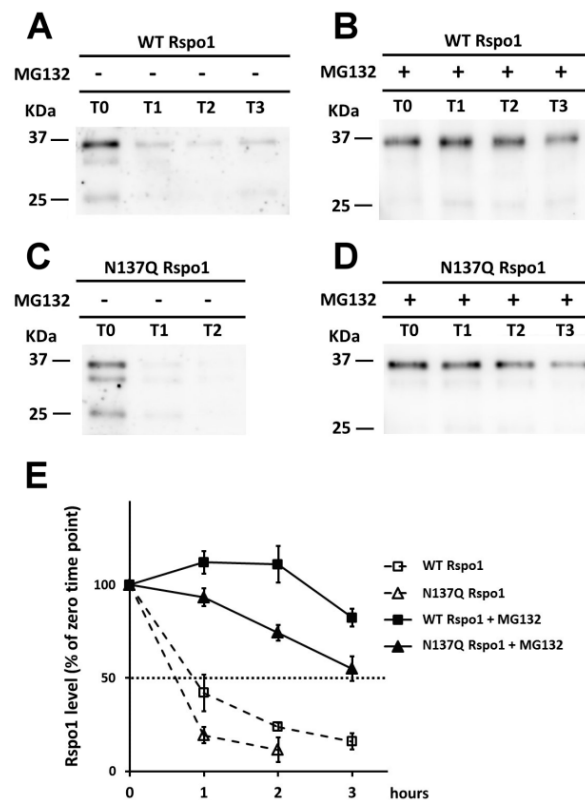 A
WT Rspo1
MG132 - - - -
KDa T0 T1 T2 T3
37
25
B
WT Rspo1
MG132 + + + +
KDa T0 T1 T2 T3
37
25
C
N137Q Rspo1
MG132 - - -
KDa T0 T1 T2
37
25
D
N137Q Rspo1
MG132 + + + +
KDa T0 T1 T2 T3
37
25
E
Rspo1 level (% of zero time point)
100
50
0
0 1 2 3 hours
WT Rspo1
N137Q Rspo1
WT Rspo1 + MG132
N137Q Rspo1 + MG132